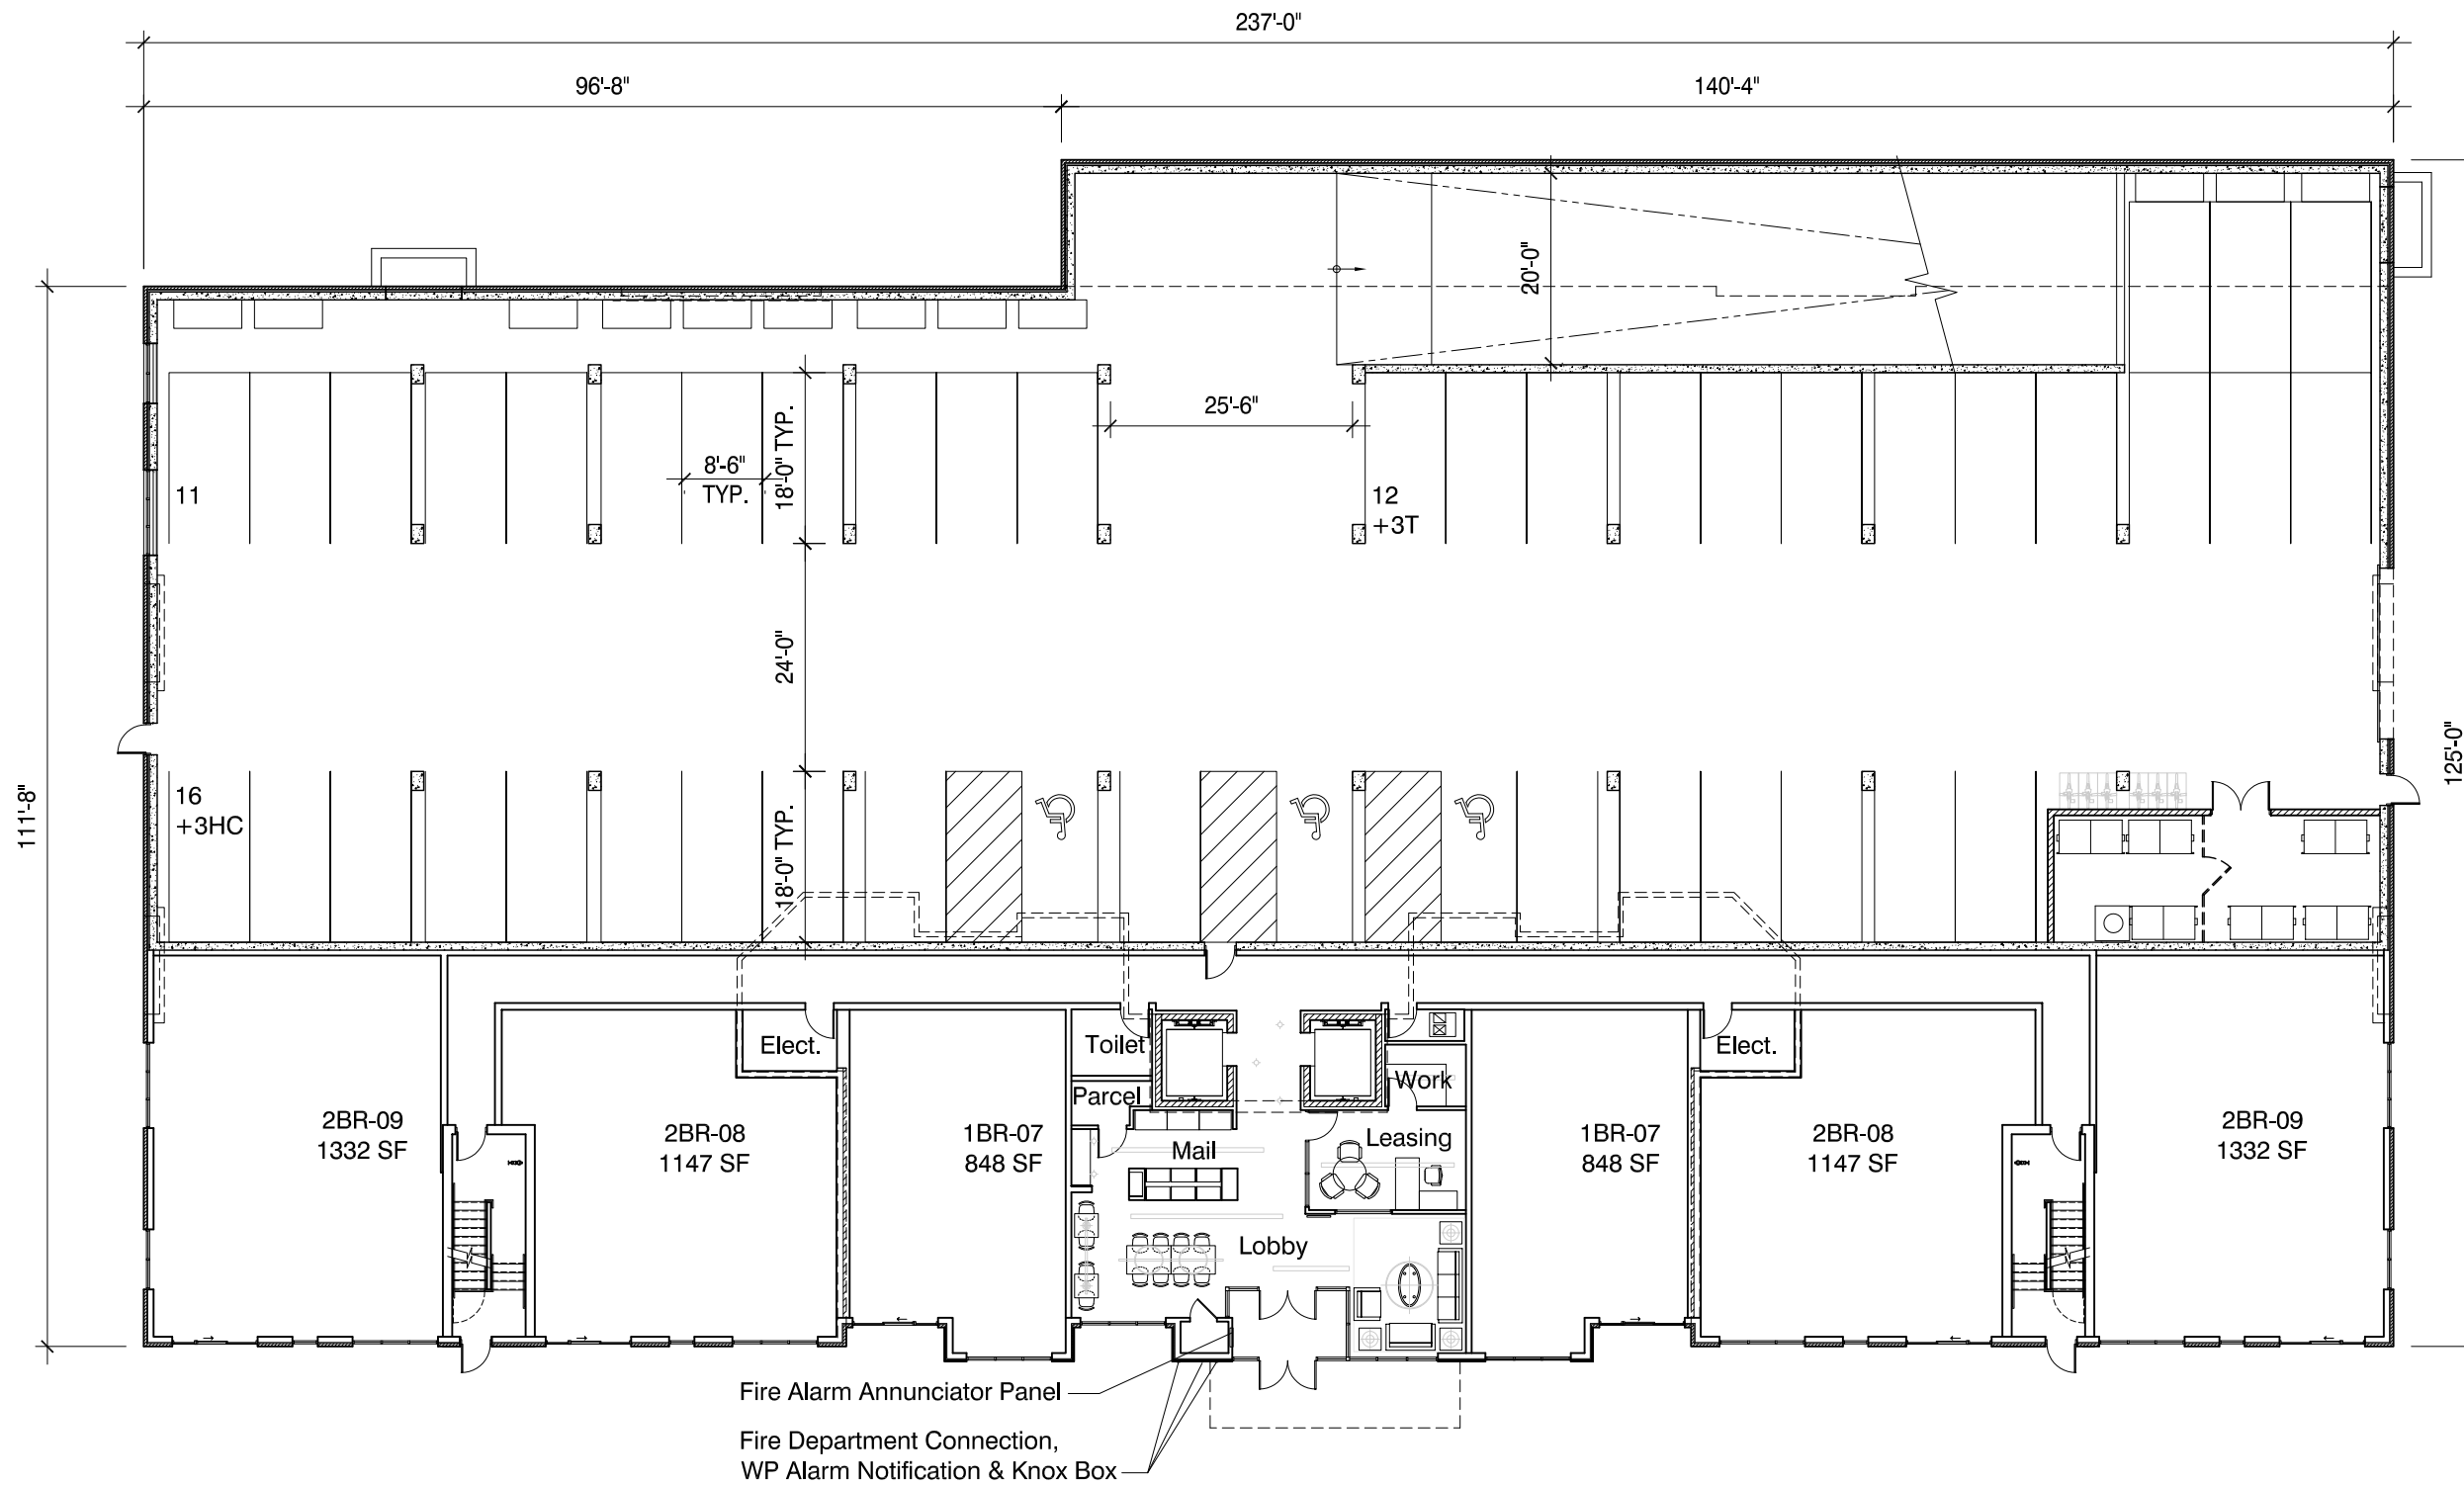 237'-0"
96'-8"
140'-4"
20'-0"
25'-6"
18'-0" TYP.
8'-6"
TYP.
11
12
+3T
24'-0"
111'-8"
125'-0"
16
+3HC
18'-0" TYP.
Elect.
Toilet
Elect.
Work
Parcel
2BR-09
1332 SF
2BR-08
1147 SF
1BR-07
848 SF
Mail
Leasing
1BR-07
848 SF
2BR-08
1147 SF
2BR-09
1332 SF
Lobby
Fire Alarm Annunciator Panel
Fire Department Connection,
WP Alarm Notification & Knox Box